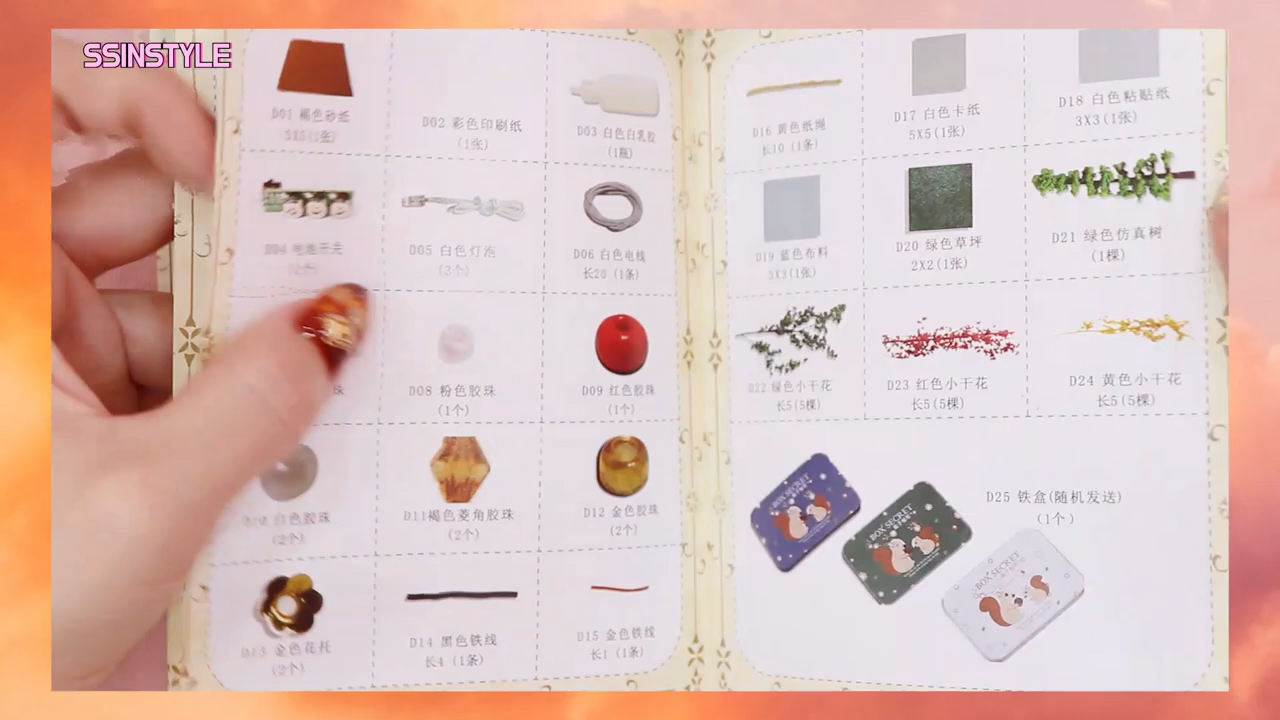 SSINSTYLE
D01 褐色砂纸
5X5(1张)
D02 彩色印刷纸
(1张)
D03 白色白乳胶
(1瓶)
D04 电池开关
D05 白色灯泡
(3个)
D06 白色电线
长20 (1条)
珠
D08 粉色胶珠
(1个)
D09 红色胶珠
(1个)
D10 白色胶珠
(2个)
D11褐色菱角胶珠
(2个)
D12 金色胶珠
(2个)
D13 金色花托
(2个)
D14 黑色铁线
长4 (1条)
D15 金色铁线
长1 (1条)
D16 黄色纸绳
长10 (1条)
D17 白色卡纸
5X5(1张)
D18 白色粘贴纸
3X3(1张)
D19 蓝色布料
3X3(1张)
D20 绿色草坪
2X2(1张)
D21 绿色仿真树
(1棵)
D22 绿色小干花
长5(5棵)
D23 红色小干花
长5(5棵)
D24 黄色小干花
长5(5棵)
D25 铁盒(随机发送)
(1个)
BOX SECRET
BOX SECRET
BOX SECRET